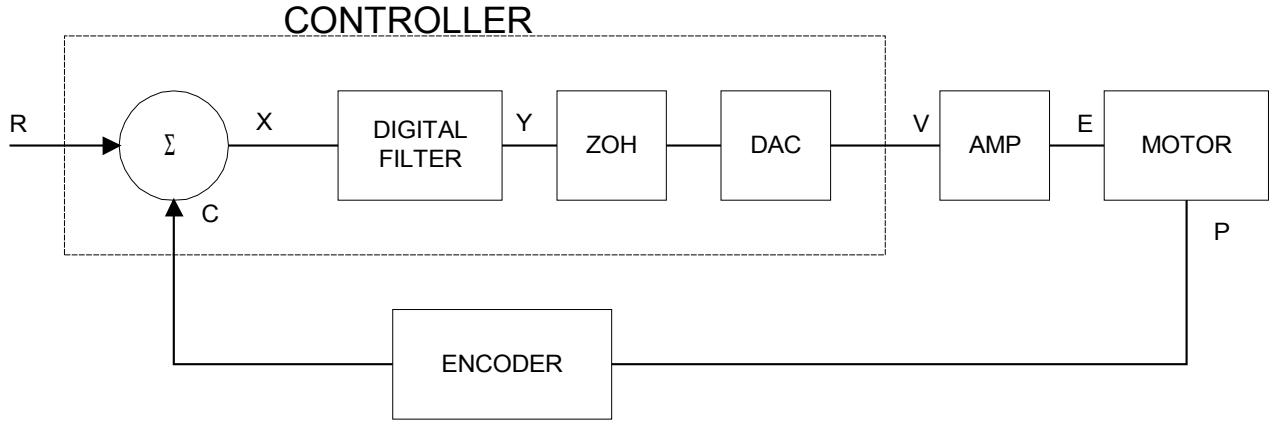 CONTROLLER
R
Σ
X
DIGITAL
FILTER
Y
ZOH
DAC
V
AMP
E
MOTOR
C
P
ENCODER